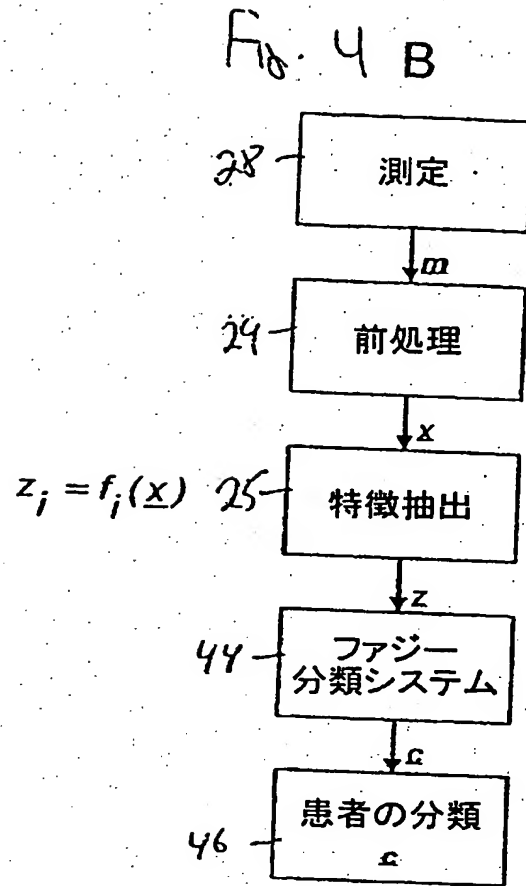 Fig. 4 B
28
測定
m
24
前処理
x
z_i = f_i(x) 25
特徴抽出
z
44
ファジー
分類システム
c
患者の分類
46
c